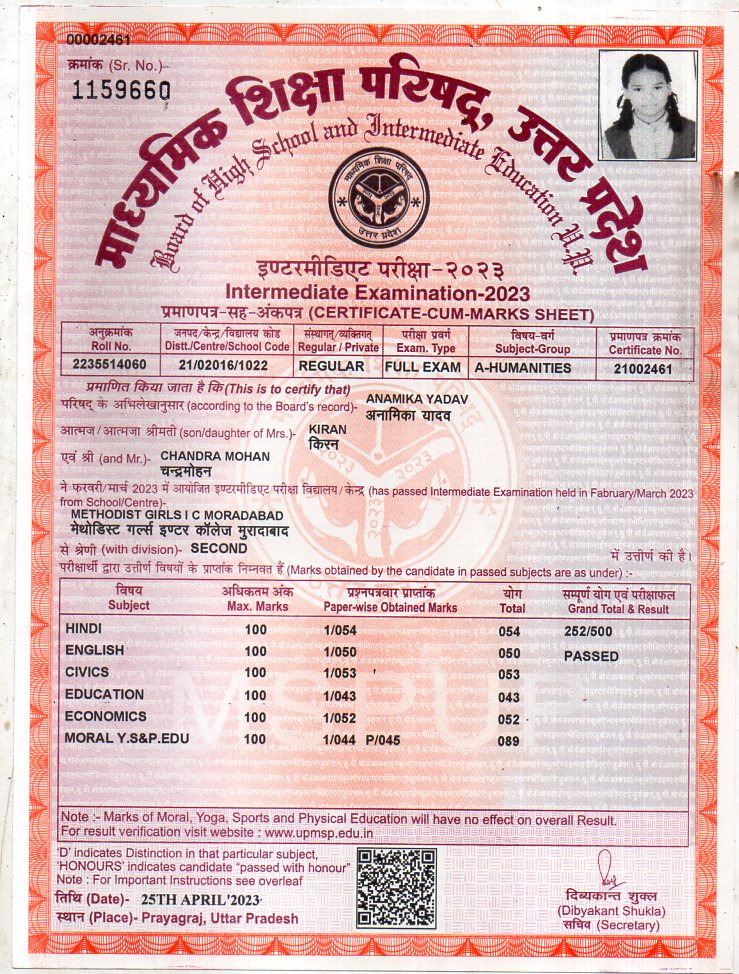 00002461
क्रमांक (Sr. No.)-
1159660
माध्यमिक शिक्षा परिषद्, उत्तर प्रदेश
Board of High School and Intermediate Education U.P.
माध्यमिक शिक्षा परिषद
उत्तर प्रदेश
इण्टरमीडिएट परीक्षा-२०२३
Intermediate Examination-2023
प्रमाणपत्र-सह-अंकपत्र (CERTIFICATE-CUM-MARKS SHEET)
अनुक्रमांक जनपद/केन्द्र/विद्यालय कोड संस्थागत/व्यक्तिगत परीक्षा प्रवर्ग विषय-वर्ग प्रमाणपत्र क्रमांक
Roll No. Distt./Centre/School Code Regular / Private Exam. Type Subject-Group Certificate No.
2235514060 21/02016/1022 REGULAR FULL EXAM A-HUMANITIES 21002461
प्रमाणित किया जाता है कि (This is to certify that)
ANAMIKA YADAV
परिषद् के अभिलेखानुसार (according to the Board's record)- अनामिका यादव
आत्मज/आत्मजा श्रीमती (son/daughter of Mrs.)- KIRAN
किरन
एवं श्री (and Mr.)- CHANDRA MOHAN
चन्द्रमोहन
ने फरवरी/मार्च 2023 में आयोजित इण्टरमीडिएट परीक्षा विद्यालय/केन्द्र (has passed Intermediate Examination held in Fabruary/March 2023
from School/Centre)-
METHODIST GIRLS I C MORADABAD
मेथोडिस्ट गर्ल्स इण्टर कॉलेज मुरादाबाद
से श्रेणी (with division)- SECOND में उत्तीर्ण की है।
परीक्षार्थी द्वारा उत्तीर्ण विषयों के प्राप्तांक निम्नवत हैं (Marks obtained by the candidate in passed subjects are as under) :-
विषय अधिकतम अंक प्रश्नपत्रवार प्राप्तांक योग सम्पूर्ण योग एवं परीक्षाफल
Subject Max. Marks Paper-wise Obtained Marks Total Grand Total & Result
HINDI 100 1/054 054 252/500
ENGLISH 100 1/050 050 PASSED
CIVICS 100 1/053 053
EDUCATION 100 1/043 043
ECONOMICS 100 1/052 052
MORAL Y.S&P.EDU 100 1/044 P/045 089
Note :- Marks of Moral, Yoga, Sports and Physical Education will have no effect on overall Result.
For result verification visit website : www.upmsp.edu.in
'D' indicates Distinction in that particular subject,
'HONOURS' indicates candidate "passed with honour"
Note : For Important Instructions see overleaf
तिथि (Date)- 25TH APRIL'2023
स्थान (Place)- Prayagraj, Uttar Pradesh
दिव्यकान्त शुक्ल
(Dibyakant Shukla)
सचिव (Secretary)